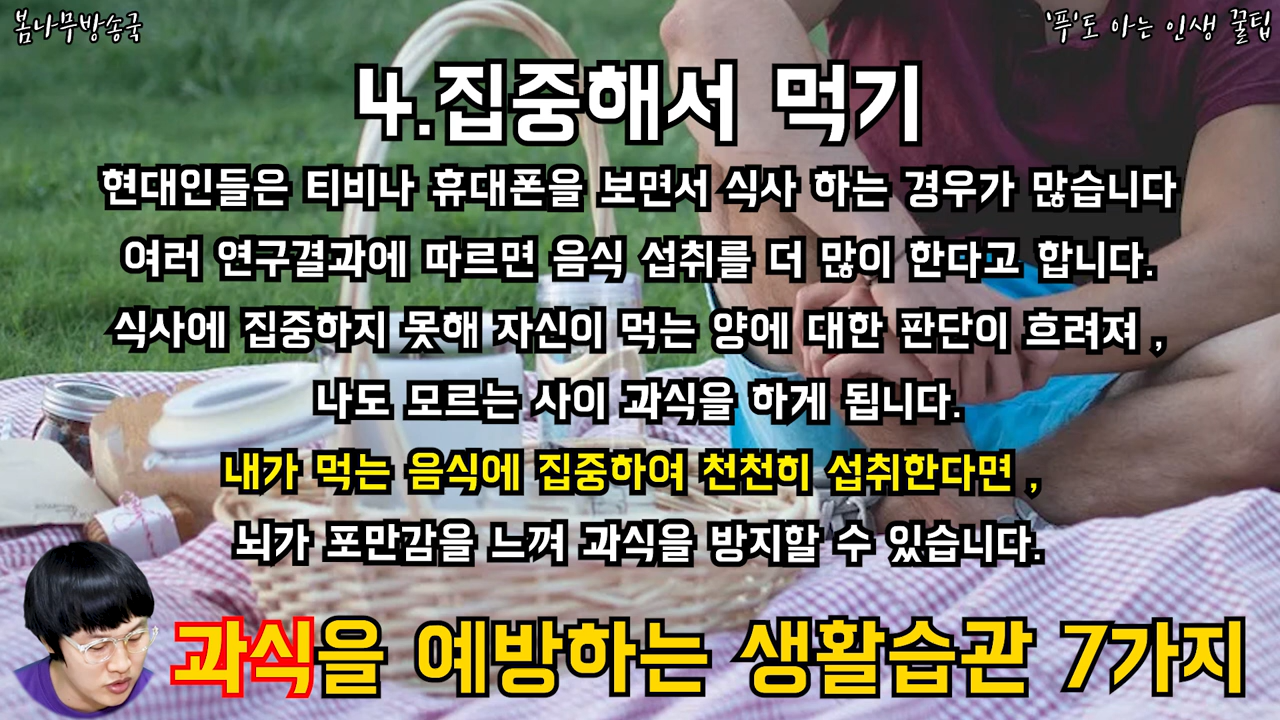 봄나무방송국
'푸'도 아는 인생 꿀팁
4.집중해서 먹기
현대인들은 티비나 휴대폰을 보면서 식사 하는 경우가 많습니다
여러 연구결과에 따르면 음식 섭취를 더 많이 한다고 합니다.
식사에 집중하지 못해 자신이 먹는 양에 대한 판단이 흐려져 ,
나도 모르는 사이 과식을 하게 됩니다.
내가 먹는 음식에 집중하여 천천히 섭취한다면 ,
뇌가 포만감을 느껴 과식을 방지할 수 있습니다.
과식을 예방하는 생활습관 7가지